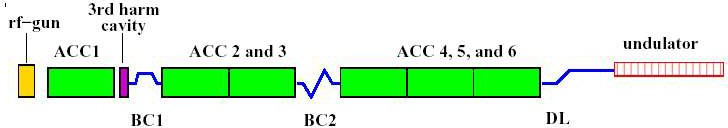 3rd harm
cavity
rf-gun
ACC1
ACC 2 and 3
ACC 4, 5, and 6
undulator
BC1
BC2
DL